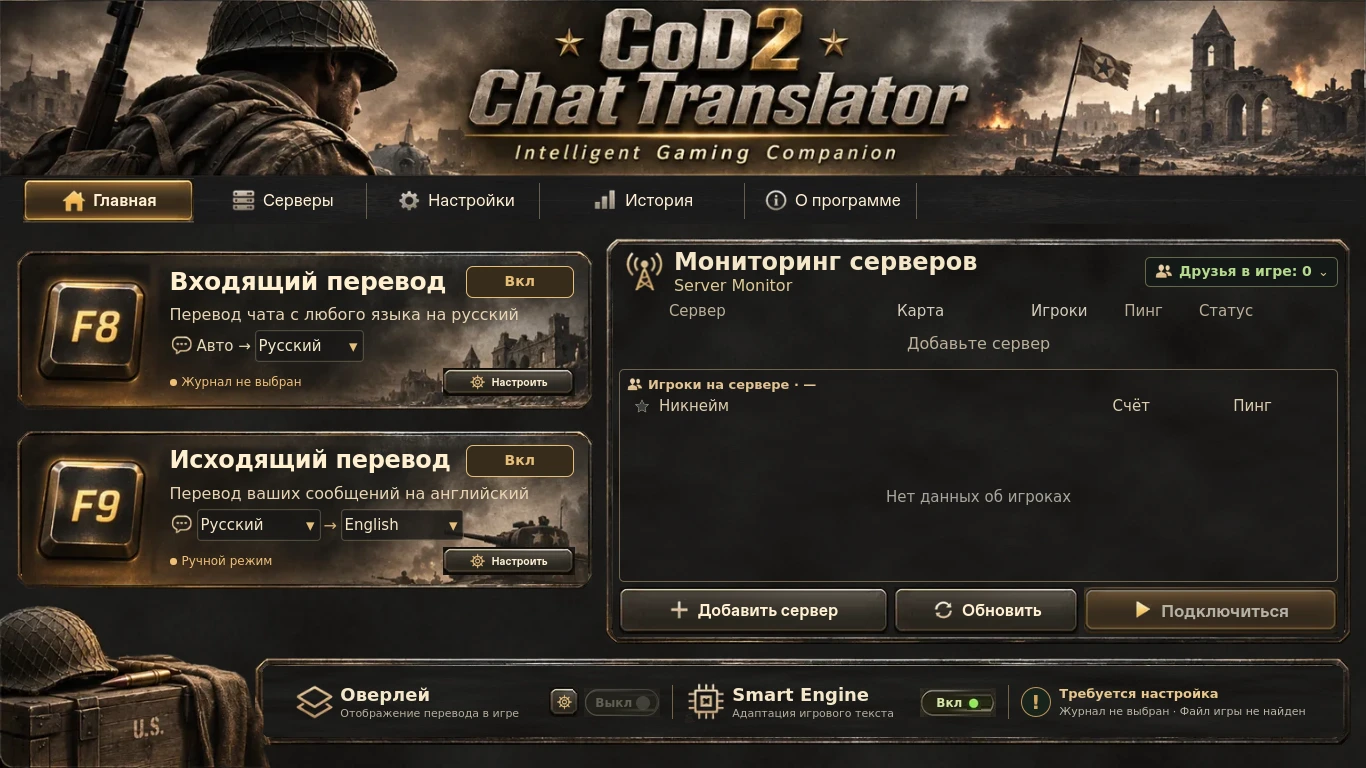 CoD2
Chat Translator
Intelligent Gaming Companion
Главная
Серверы
Настройки
История
О программе
F8
Входящий перевод
Вкл
Перевод чата с любого языка на русский
Авто → Русский ▾
Журнал не выбран
Настроить
F9
Исходящий перевод
Вкл
Перевод ваших сообщений на английский
Русский ▾ → English ▾
Ручной режим
Настроить
Мониторинг серверов
Server Monitor
Друзья в игре: 0
Сервер Карта Игроки Пинг Статус
Добавьте сервер
Игроки на сервере · —
Никнейм Счёт Пинг
Нет данных об игроках
Добавить сервер
Обновить
Подключиться
U.S.
Оверлей
Отображение перевода в игре
Выкл
Smart Engine
Адаптация игрового текста
Вкл
!
Требуется настройка
Журнал не выбран · Файл игры не найден